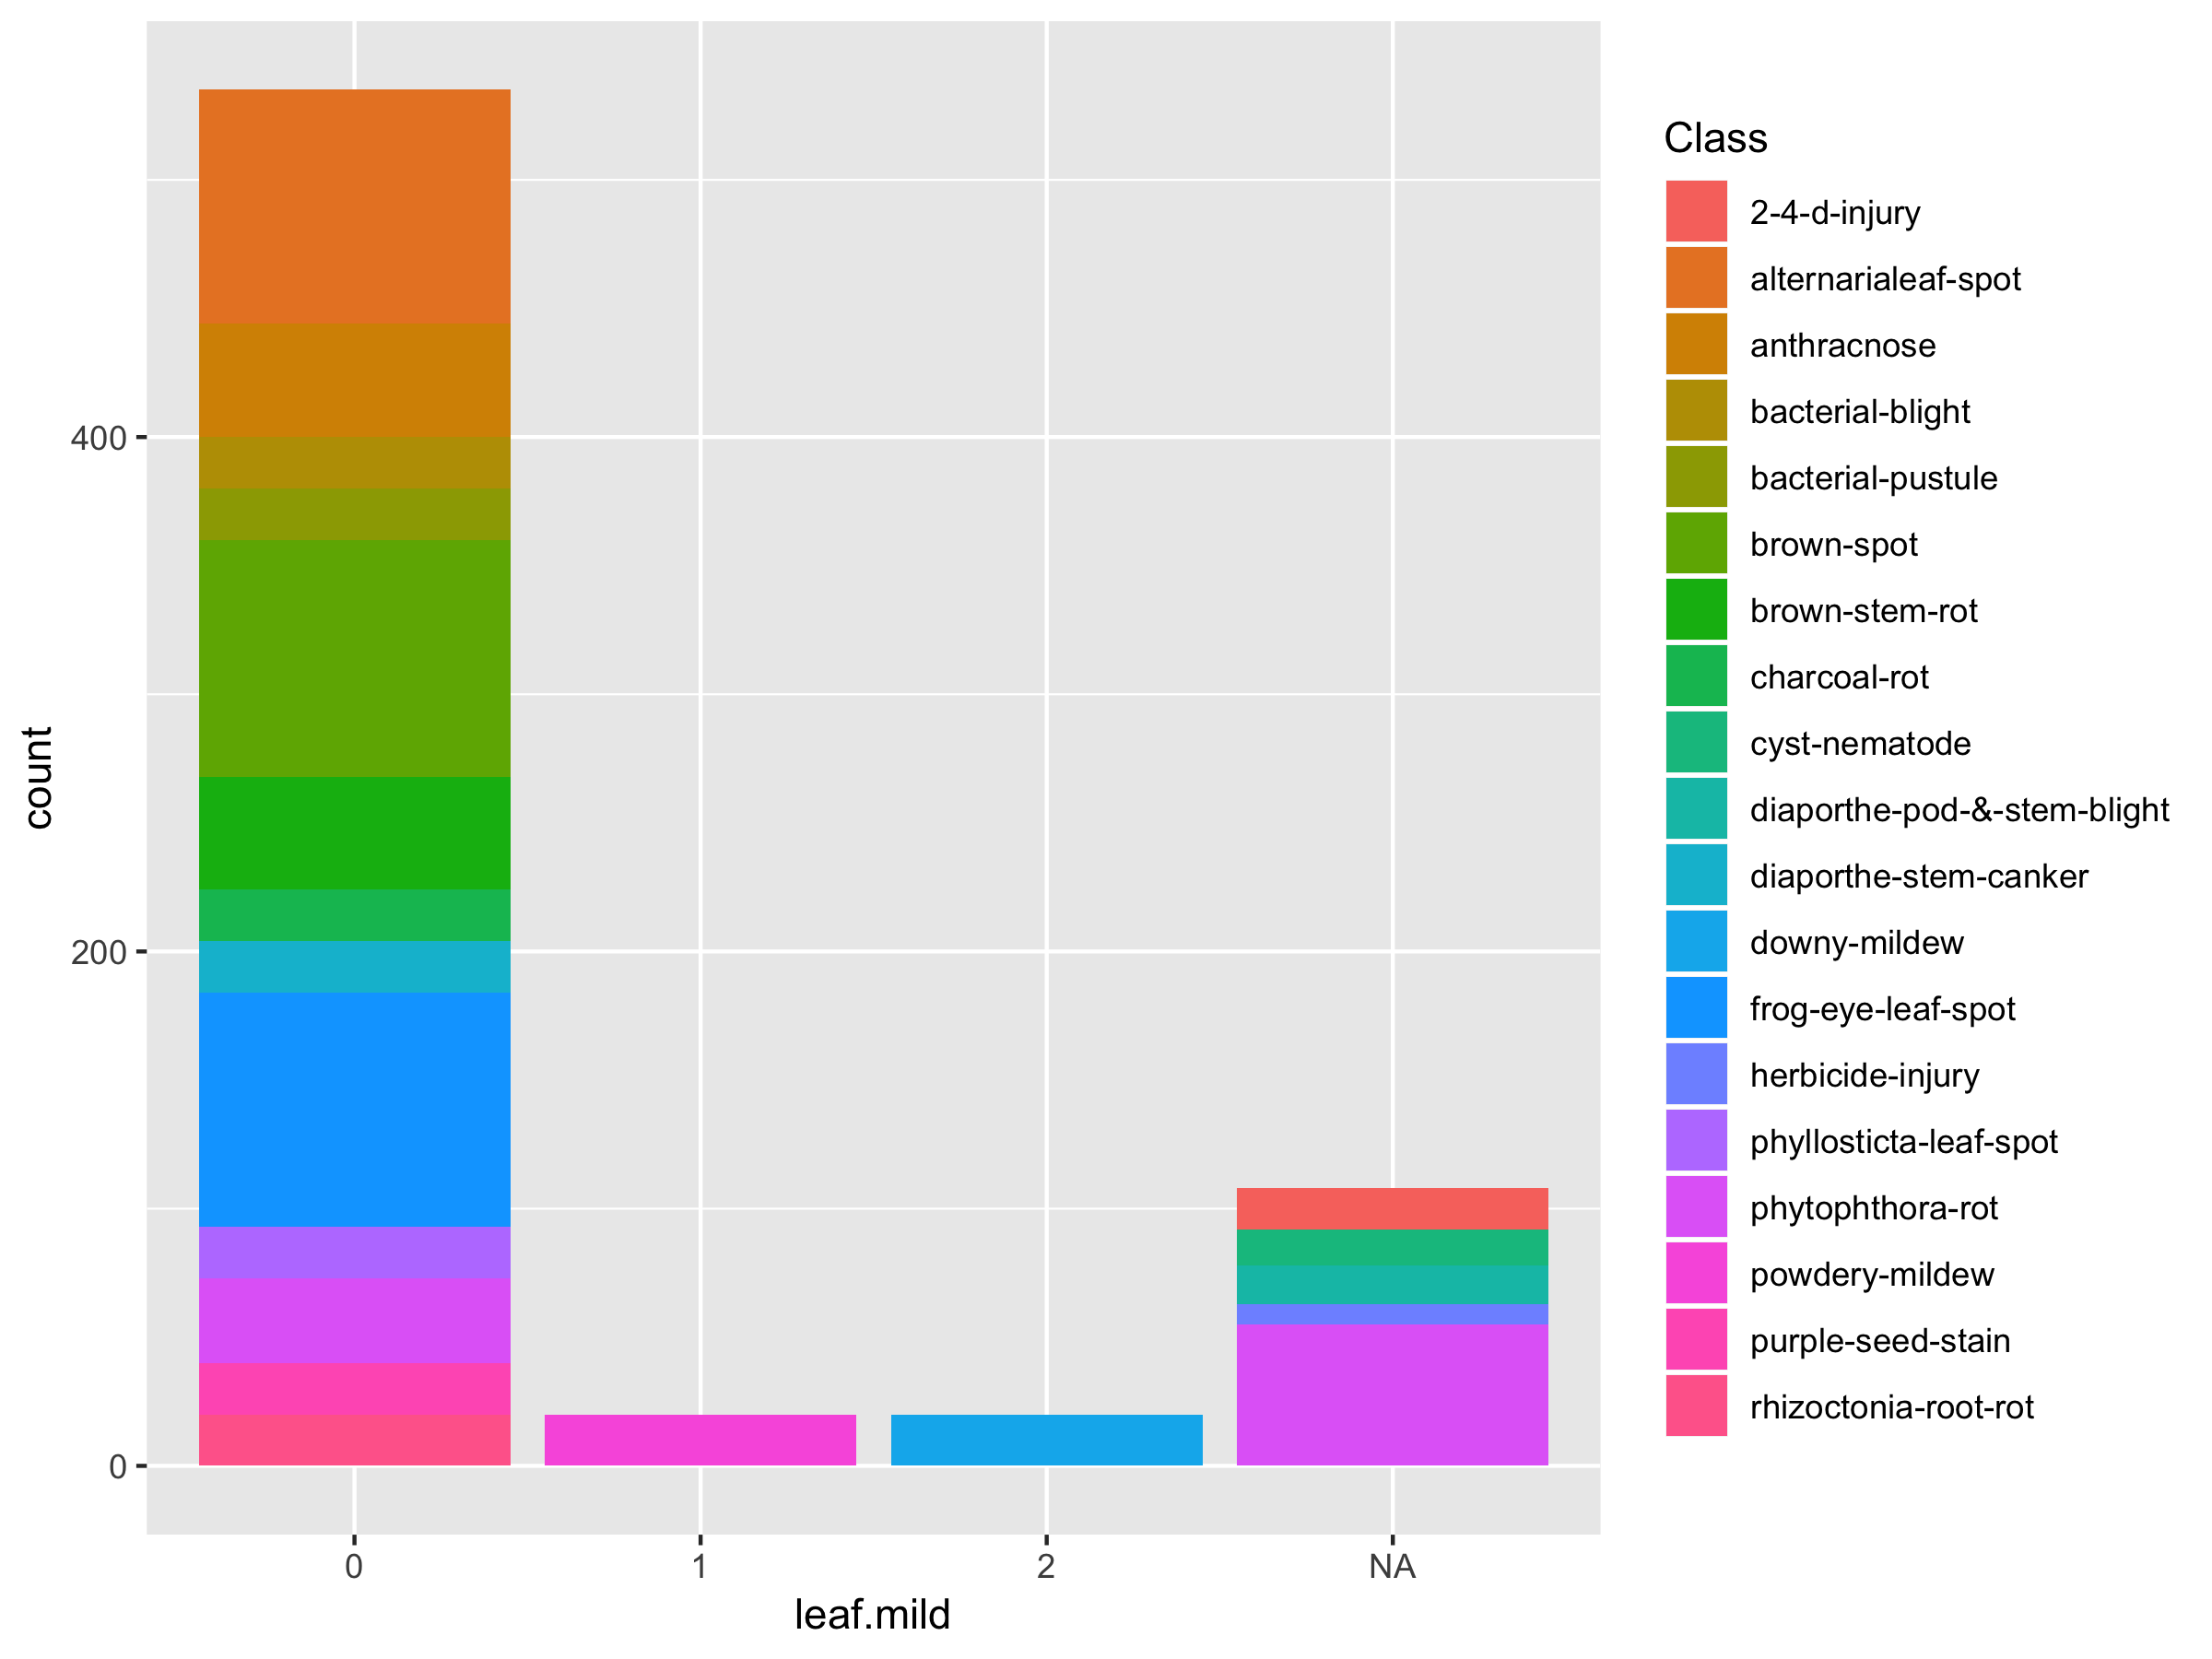 count
400
200
0
0
1
2
NA
leaf.mild
Class
2-4-d-injury
alternarialeaf-spot
anthracnose
bacterial-blight
bacterial-pustule
brown-spot
brown-stem-rot
charcoal-rot
cyst-nematode
diaporthe-pod-&-stem-blight
diaporthe-stem-canker
downy-mildew
frog-eye-leaf-spot
herbicide-injury
phyllosticta-leaf-spot
phytophthora-rot
powdery-mildew
purple-seed-stain
rhizoctonia-root-rot